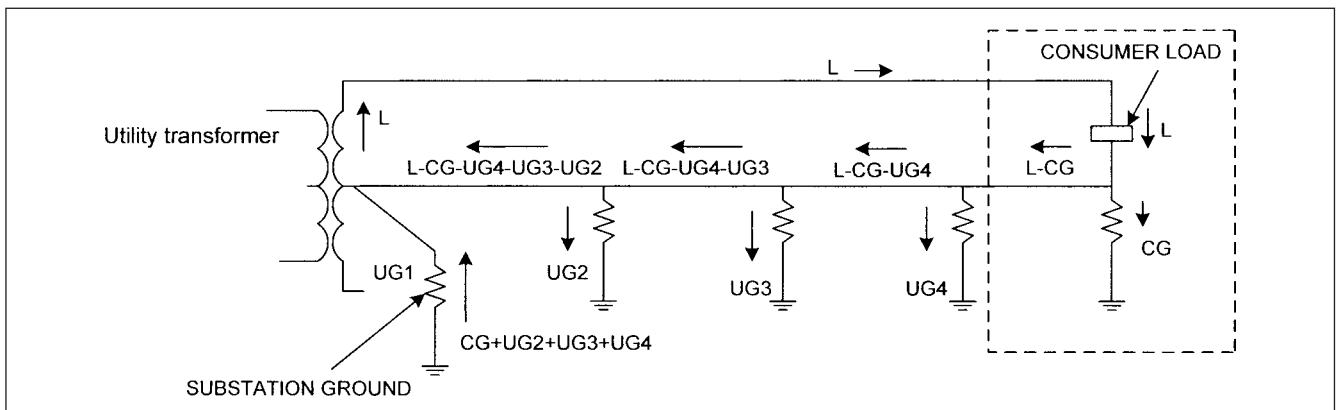 CONSUMER LOAD
L
Utility transformer
L
L
L-CG-UG4-UG3-UG2
L-CG-UG4-UG3
L-CG-UG4
L-CG
UG1
UG2
UG3
UG4
CG
CG+UG2+UG3+UG4
SUBSTATION GROUND